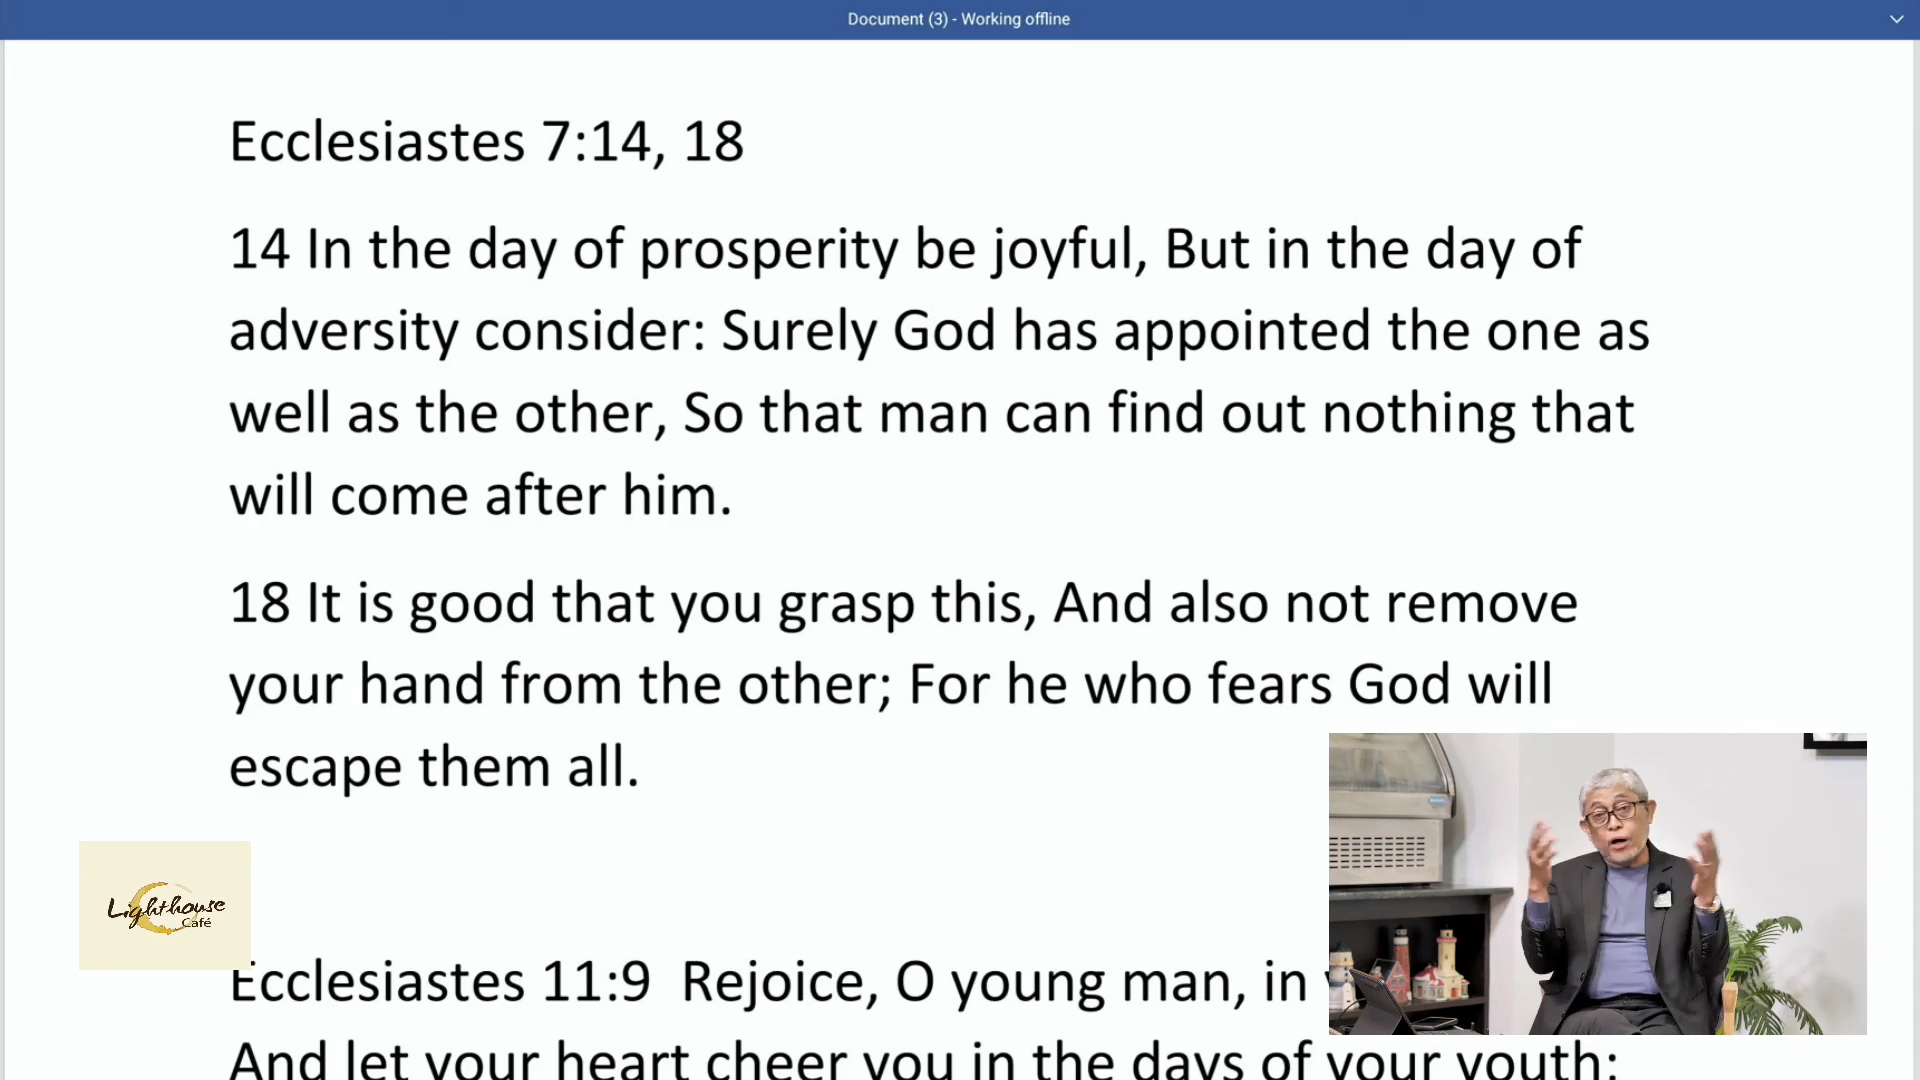 Document (3) - Working offline
Ecclesiastes 7:14, 18
14 In the day of prosperity be joyful, But in the day of
adversity consider: Surely God has appointed the one as
well as the other, So that man can find out nothing that
will come after him.
18 It is good that you grasp this, And also not remove
your hand from the other; For he who fears God will
escape them all.
Lighthouse
Café
Ecclesiastes 11:9 Rejoice, O young man, in
And let your heart cheer you in the days of your youth;